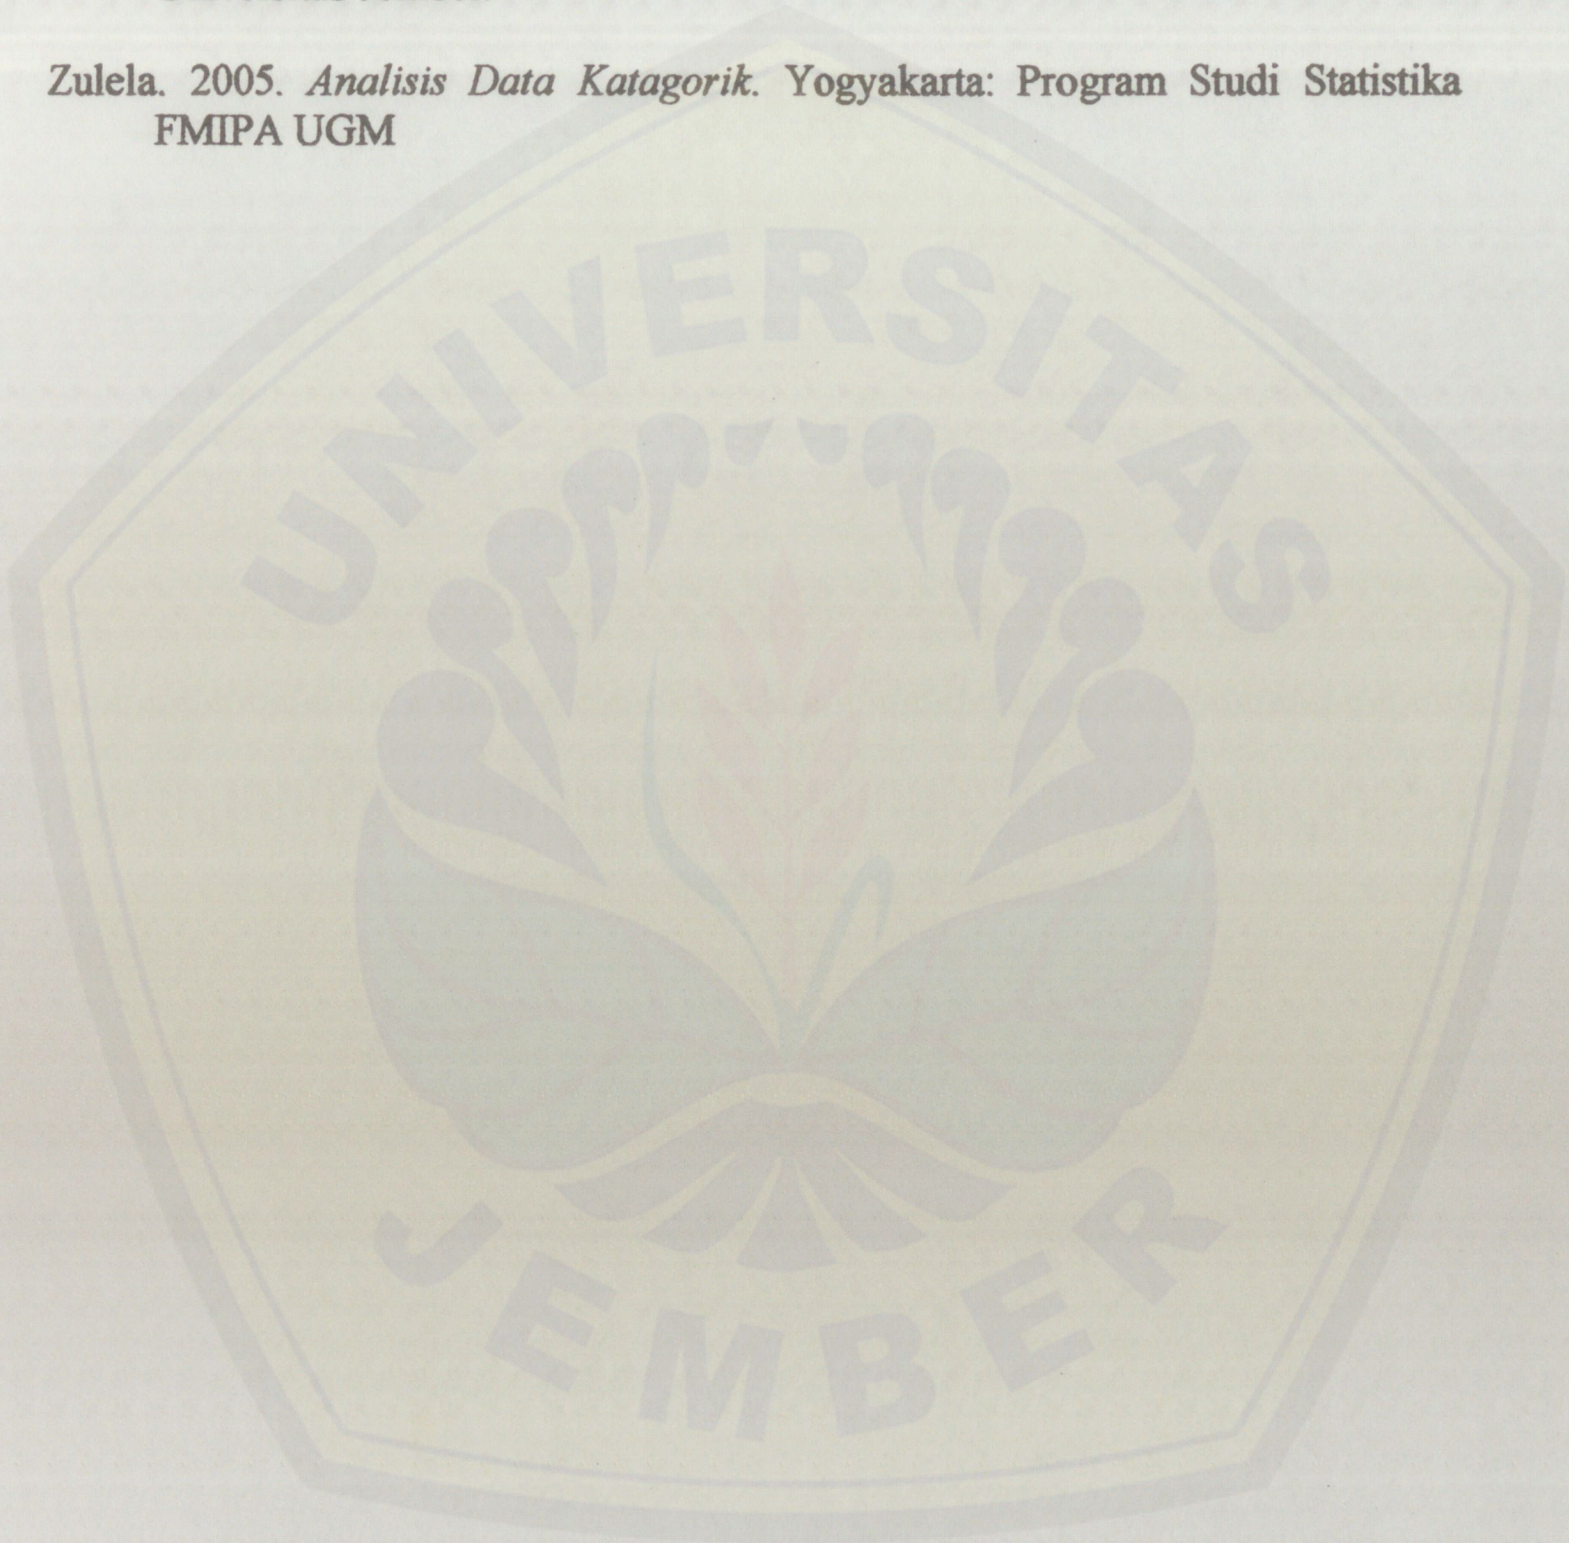 Zulela. 2005. Analisis Data Katagorik. Yogyakarta: Program Studi Statistika
FMIPA UGM
UNIVERSITAS
JEMBER